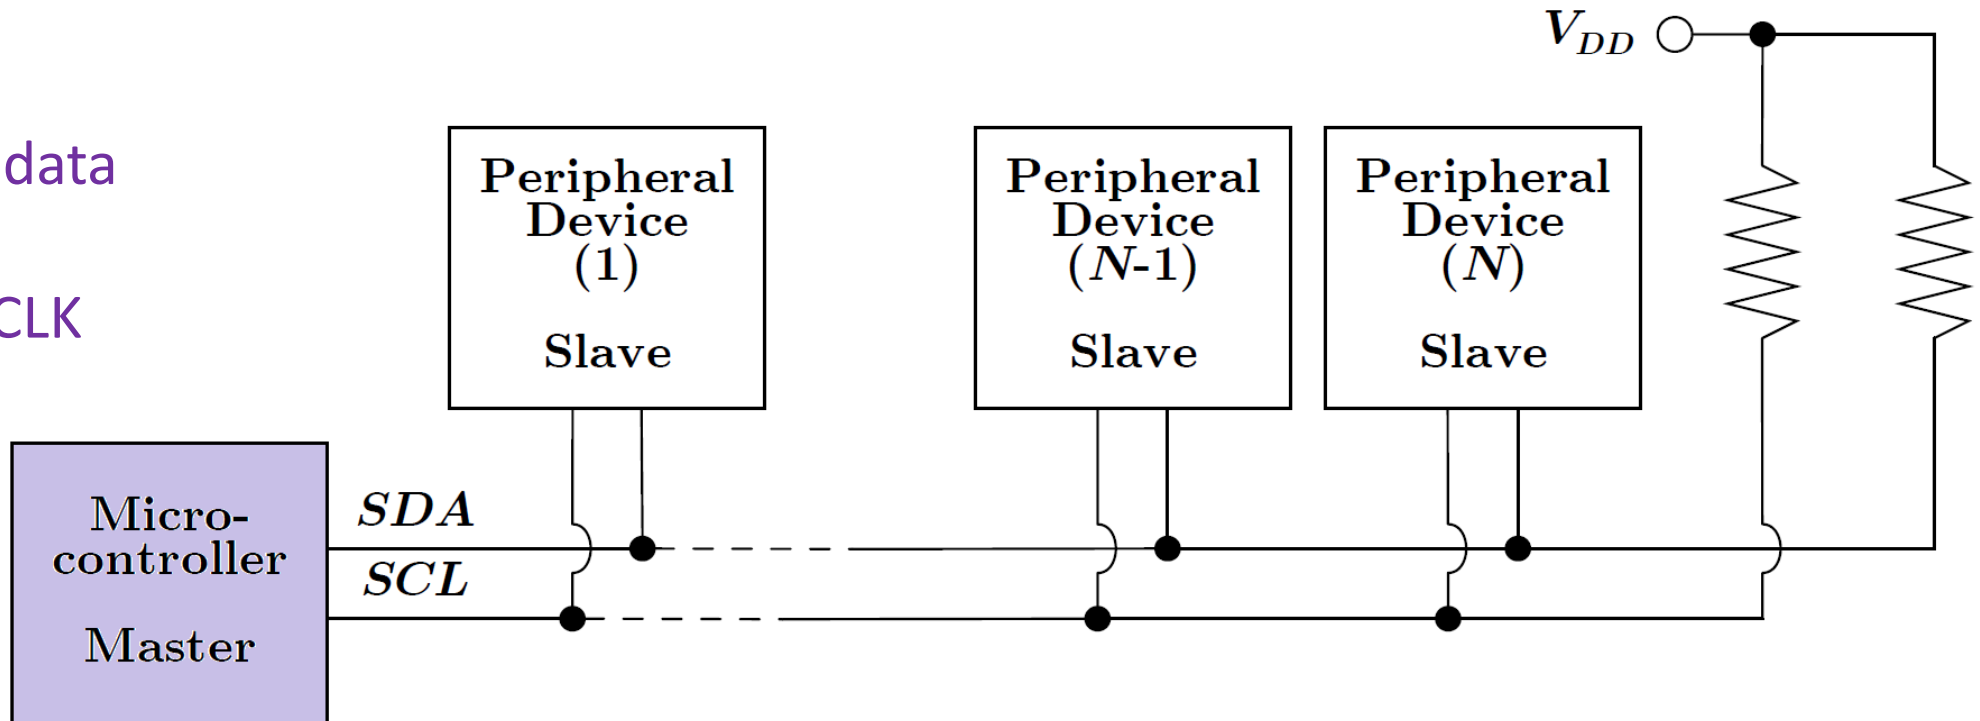 V_DD
data
CLK
Peripheral
Device
(1)
Slave
Peripheral
Device
(N-1)
Slave
Peripheral
Device
(N)
Slave
Micro-
controller
Master
SDA
SCL